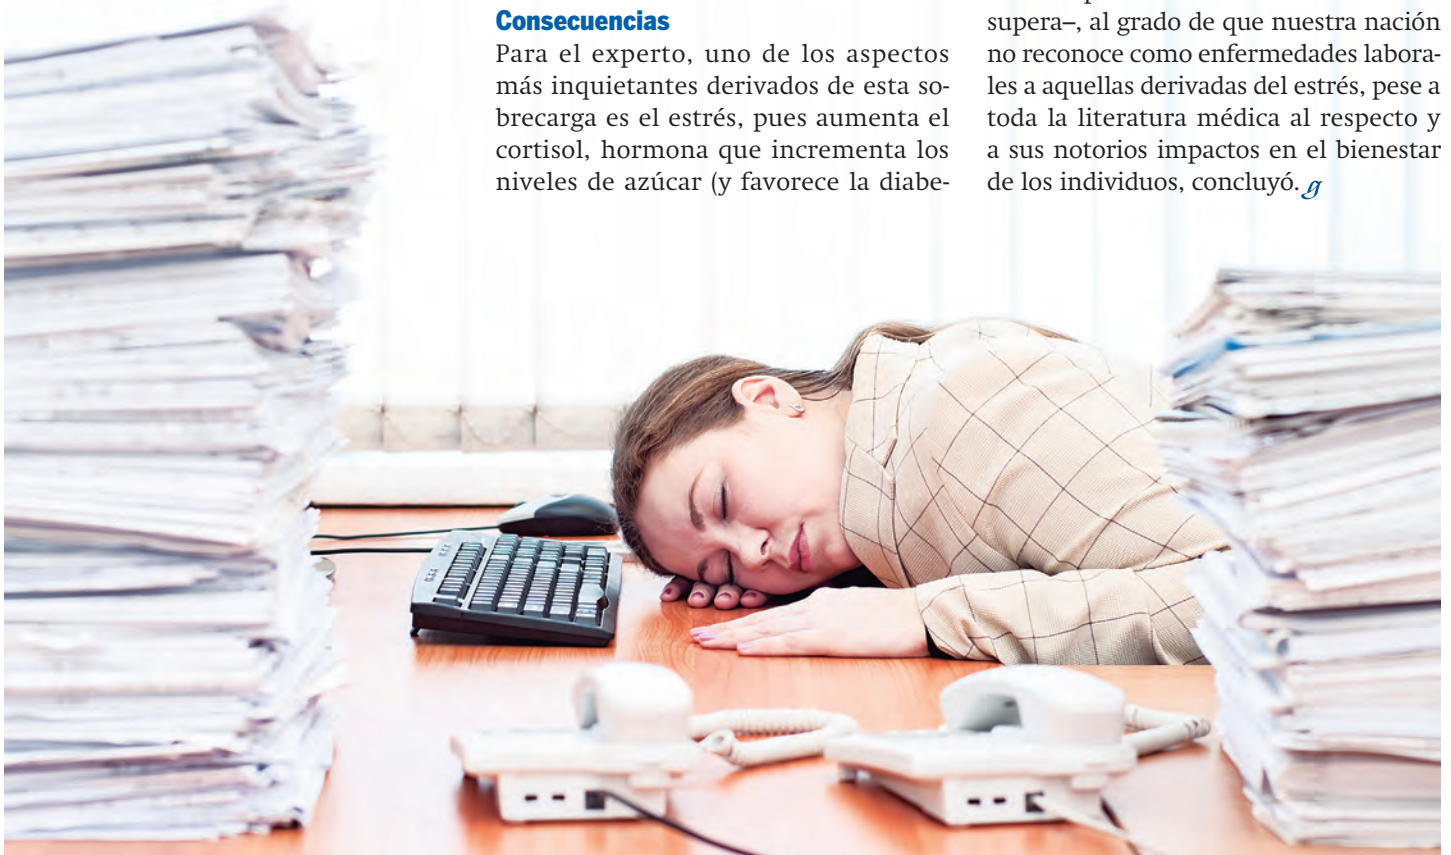 Consecuencias
Para el experto, uno de los aspectos
más inquietantes derivados de esta so-
brecarga es el estrés, pues aumenta el
cortisol, hormona que incrementa los
niveles de azúcar (y favorece la diabe-
supera–, al grado de que nuestra nación
no reconoce como enfermedades labora-
les a aquellas derivadas del estrés, pese a
toda la literatura médica al respecto y
a sus notorios impactos en el bienestar
de los individuos, concluyó. g